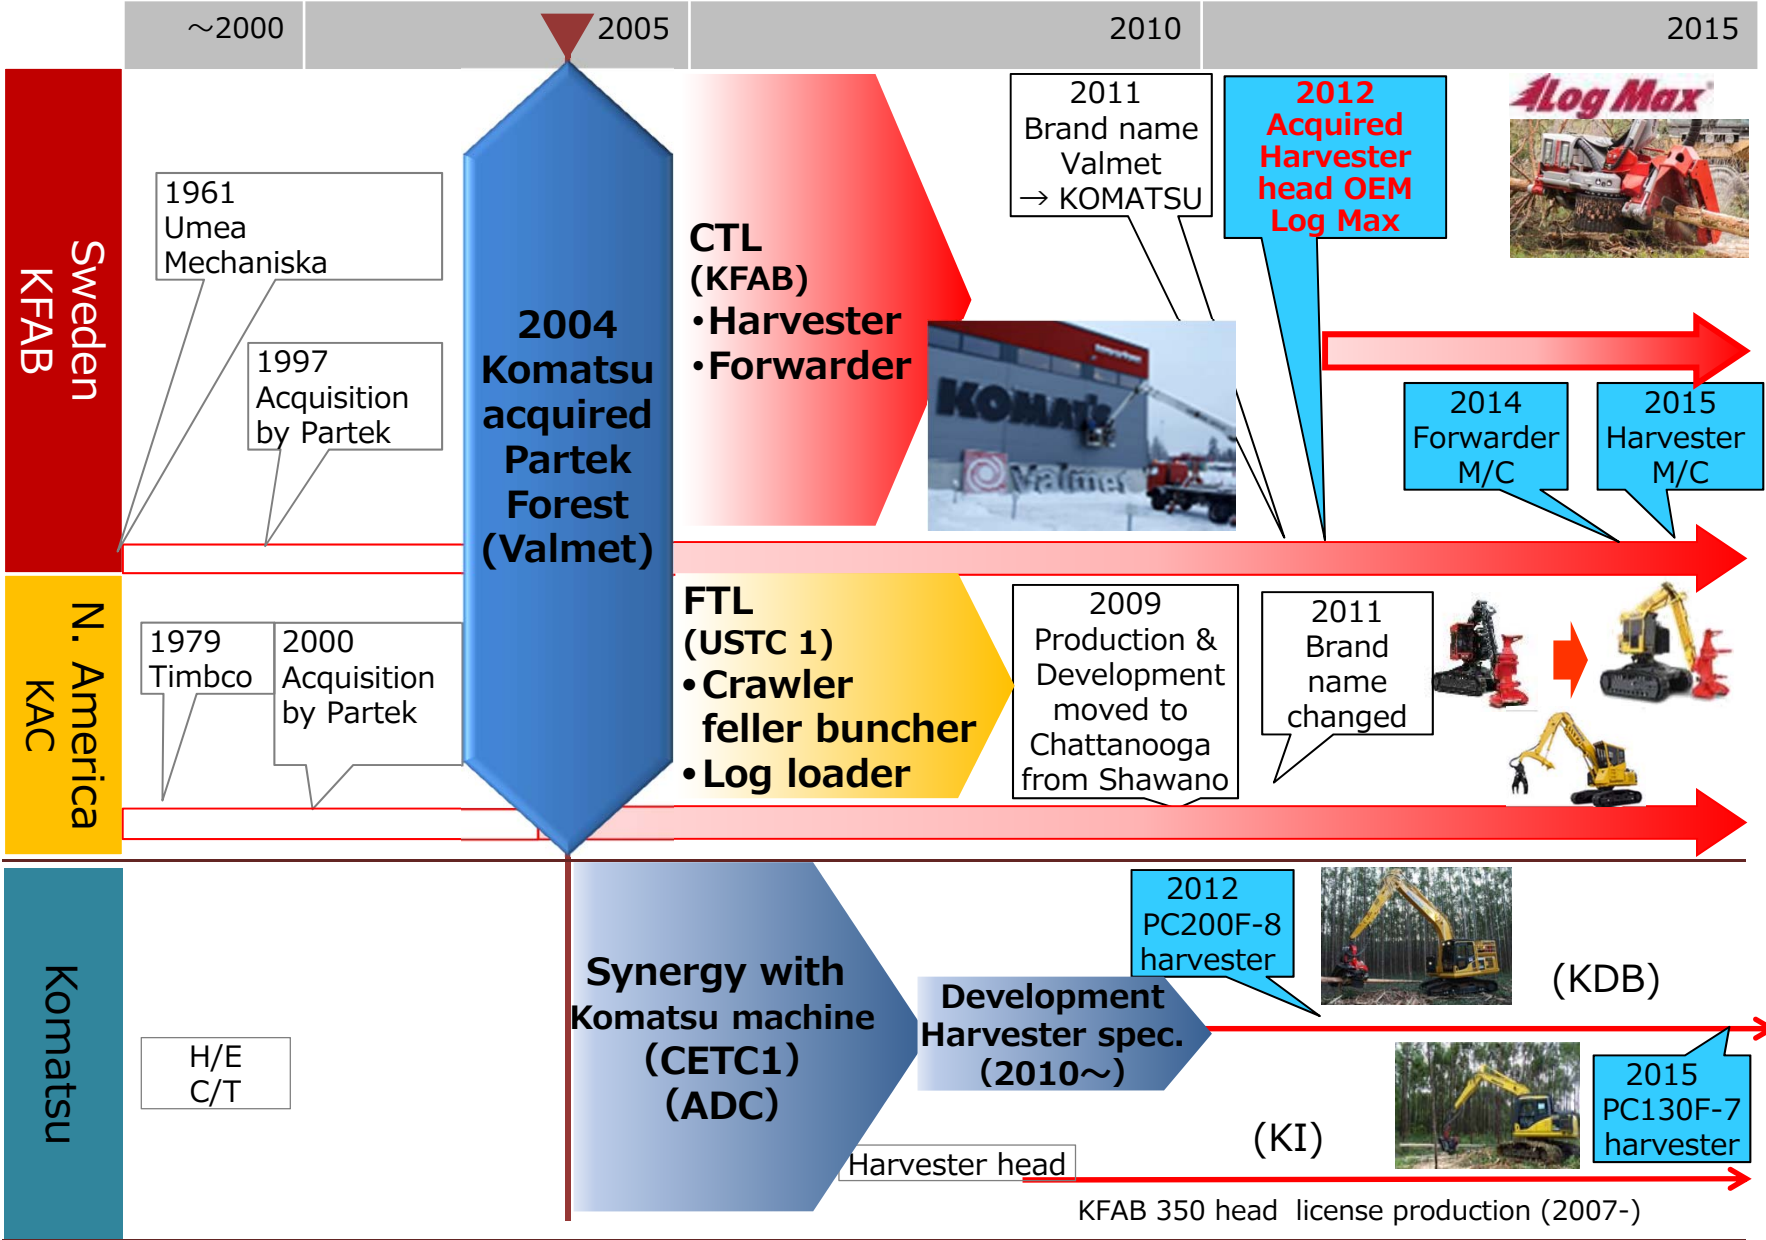 ～2000
2005
2010
2015
Sweden
KFAB
1961
Umea
Mechaniska
1997
Acquisition
by Partek
2004
Komatsu
acquired
Partek
Forest
(Valmet)
CTL
(KFAB)
・Harvester
・Forwarder
2011
Brand name
Valmet
→ KOMATSU
2012
Acquired
Harvester
head OEM
Log Max
Log Max
KOMATS
valmet
2014
Forwarder
M/C
2015
Harvester
M/C
N. America
KAC
1979
Timbco
2000
Acquisition
by Partek
FTL
(USTC 1)
•Crawler
feller buncher
•Log loader
2009
Production &
Development
moved to
Chattanooga
from Shawano
2011
Brand
name
changed
Komatsu
H/E
C/T
Synergy with
Komatsu machine
（CETC1）
（ADC）
Development
Harvester spec.
（2010～）
2012
PC200F-8
harvester
(KDB)
2015
PC130F-7
harvester
(KI)
Harvester head
KFAB 350 head license production (2007-)